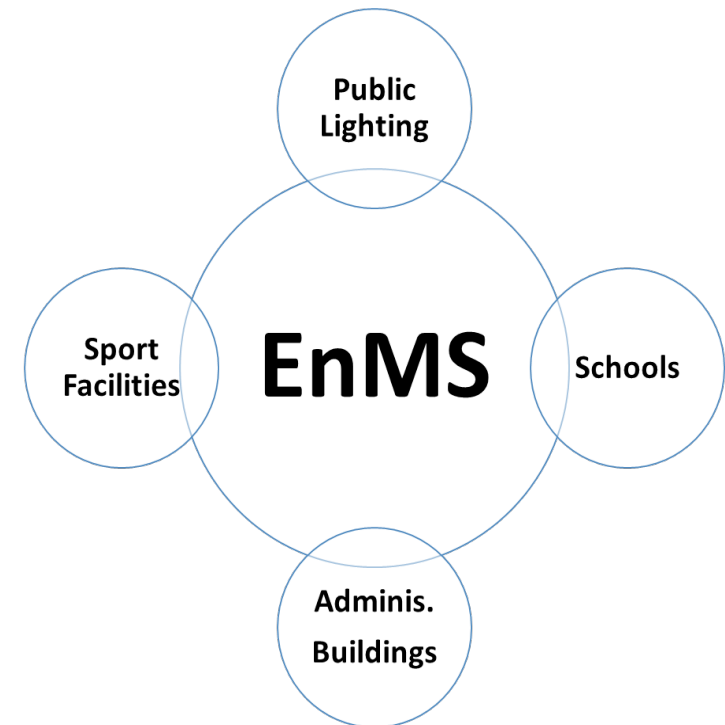 Public
Lighting
Sport
Facilities
EnMS
Schools
Adminis.
Buildings